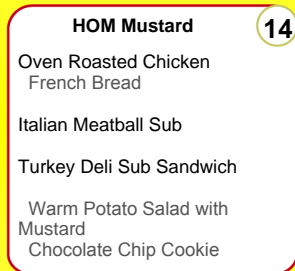 HOM Mustard
14
Oven Roasted Chicken
French Bread
Italian Meatball Sub
Turkey Deli Sub Sandwich
Warm Potato Salad with
Mustard
Chocolate Chip Cookie